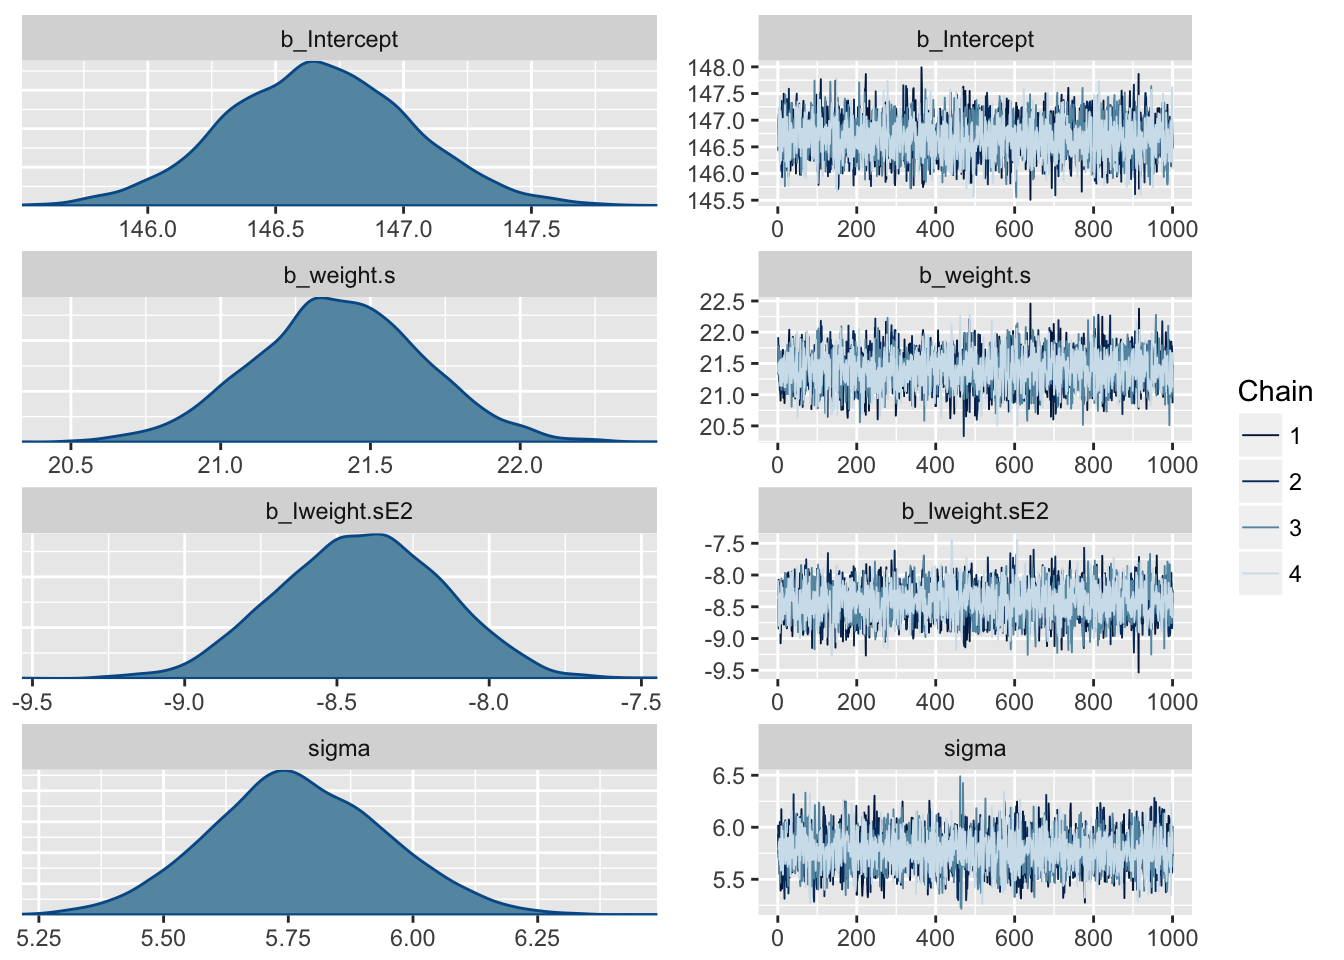 b_Intercept
146.0 146.5 147.0 147.5
b_Intercept
148.0
147.5
147.0
146.5
146.0
145.5
0 200 400 600 800 1000
b_weight.s
20.5 21.0 21.5 22.0
b_weight.s
22.5
22.0
21.5
21.0
20.5
0 200 400 600 800 1000
b_Iweight.sE2
-9.5 -9.0 -8.5 -8.0 -7.5
b_Iweight.sE2
-7.5
-8.0
-8.5
-9.0
-9.5
0 200 400 600 800 1000
sigma
5.25 5.50 5.75 6.00 6.25
sigma
6.5
6.0
5.5
0 200 400 600 800 1000
Chain
1
2
3
4